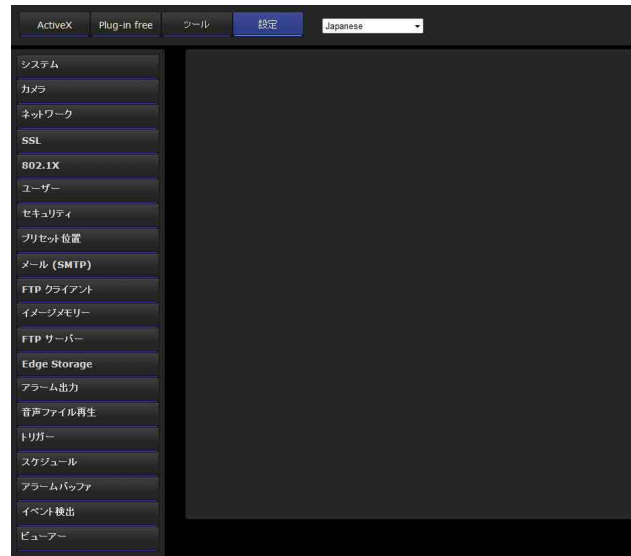 ActiveX Plug-in free ツール 設定 Japanese
システム
カメラ
ネットワーク
SSL
802.1X
ユーザー
セキュリティ
プリセット位置
メール (SMTP)
FTP クライアント
イメージメモリー
FTP サーバー
Edge Storage
アラーム出力
音声ファイル再生
トリガー
スケジュール
アラームバッファ
イベント検出
ビューアー